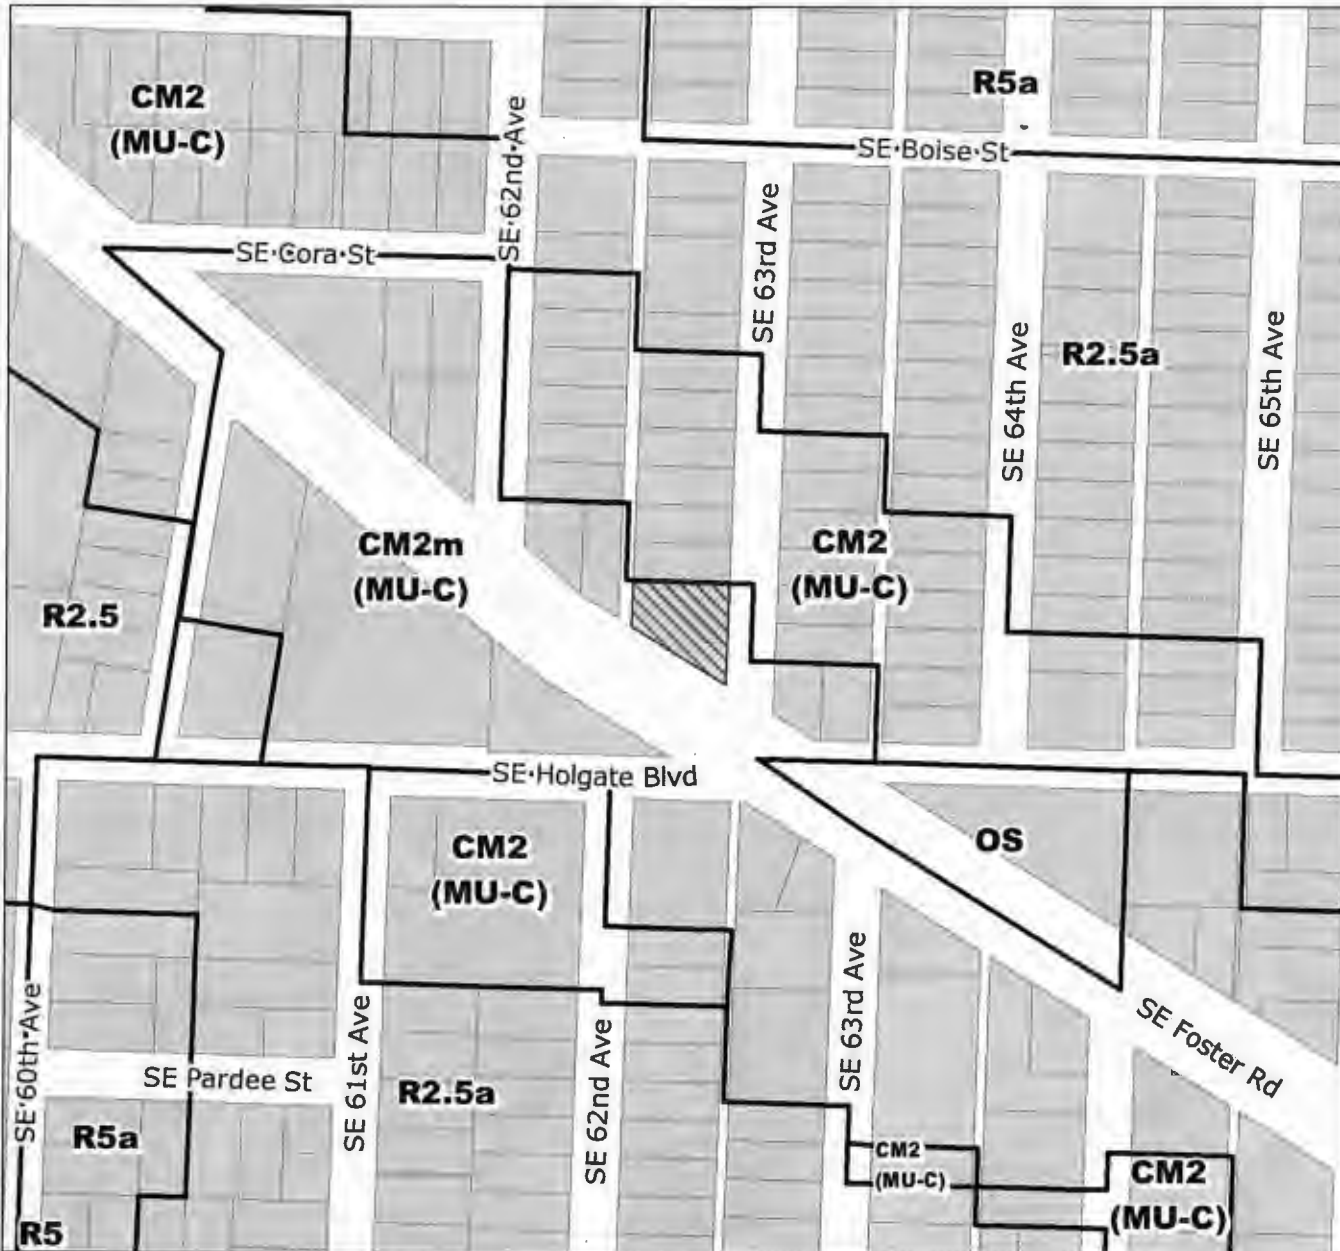 R5a
CM2
(MU-C)
SE Boise St
SE 62nd Ave
SE 63rd Ave
SE Cora St
SE 64th Ave
SE 65th Ave
R2.5a
CM2m
(MU-C)
CM2
(MU-C)
R2.5
SE Holgate Blvd
CM2
(MU-C)
OS
SE 60th Ave
SE 61st Ave
SE 62nd Ave
SE 63rd Ave
SE Foster Rd
SE Pardee St
R2.5a
R5a
CM2
(MU-C)
CM2
(MU-C)
R5